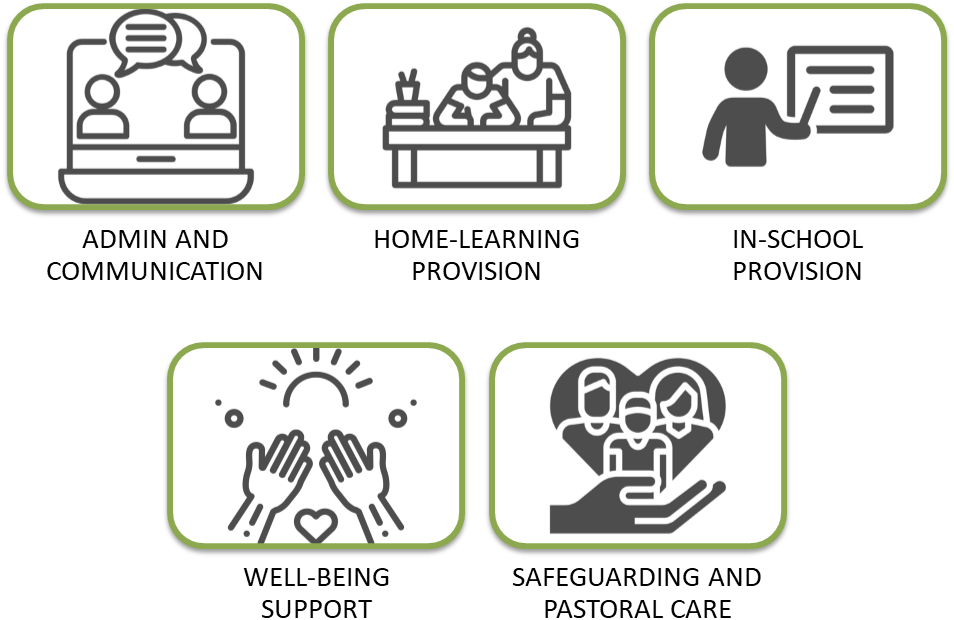 ADMIN AND
COMMUNICATION
HOME-LEARNING
PROVISION
IN-SCHOOL
PROVISION
WELL-BEING
SUPPORT
SAFEGUARDING AND
PASTORAL CARE